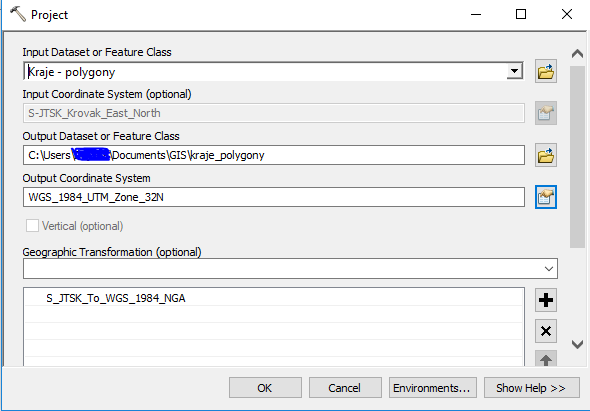 Project
Input Dataset or Feature Class
Kraje - polygony
Input Coordinate System (optional)
S-JTSK_Krovak_East_North
Output Dataset or Feature Class
C:\Users\ \Documents\GIS\kraje_polygony
Output Coordinate System
WGS_1984_UTM_Zone_32N
Vertical (optional)
Geographic Transformation (optional)
S_JTSK_To_WGS_1984_NGA
OK Cancel Environments... Show Help >>